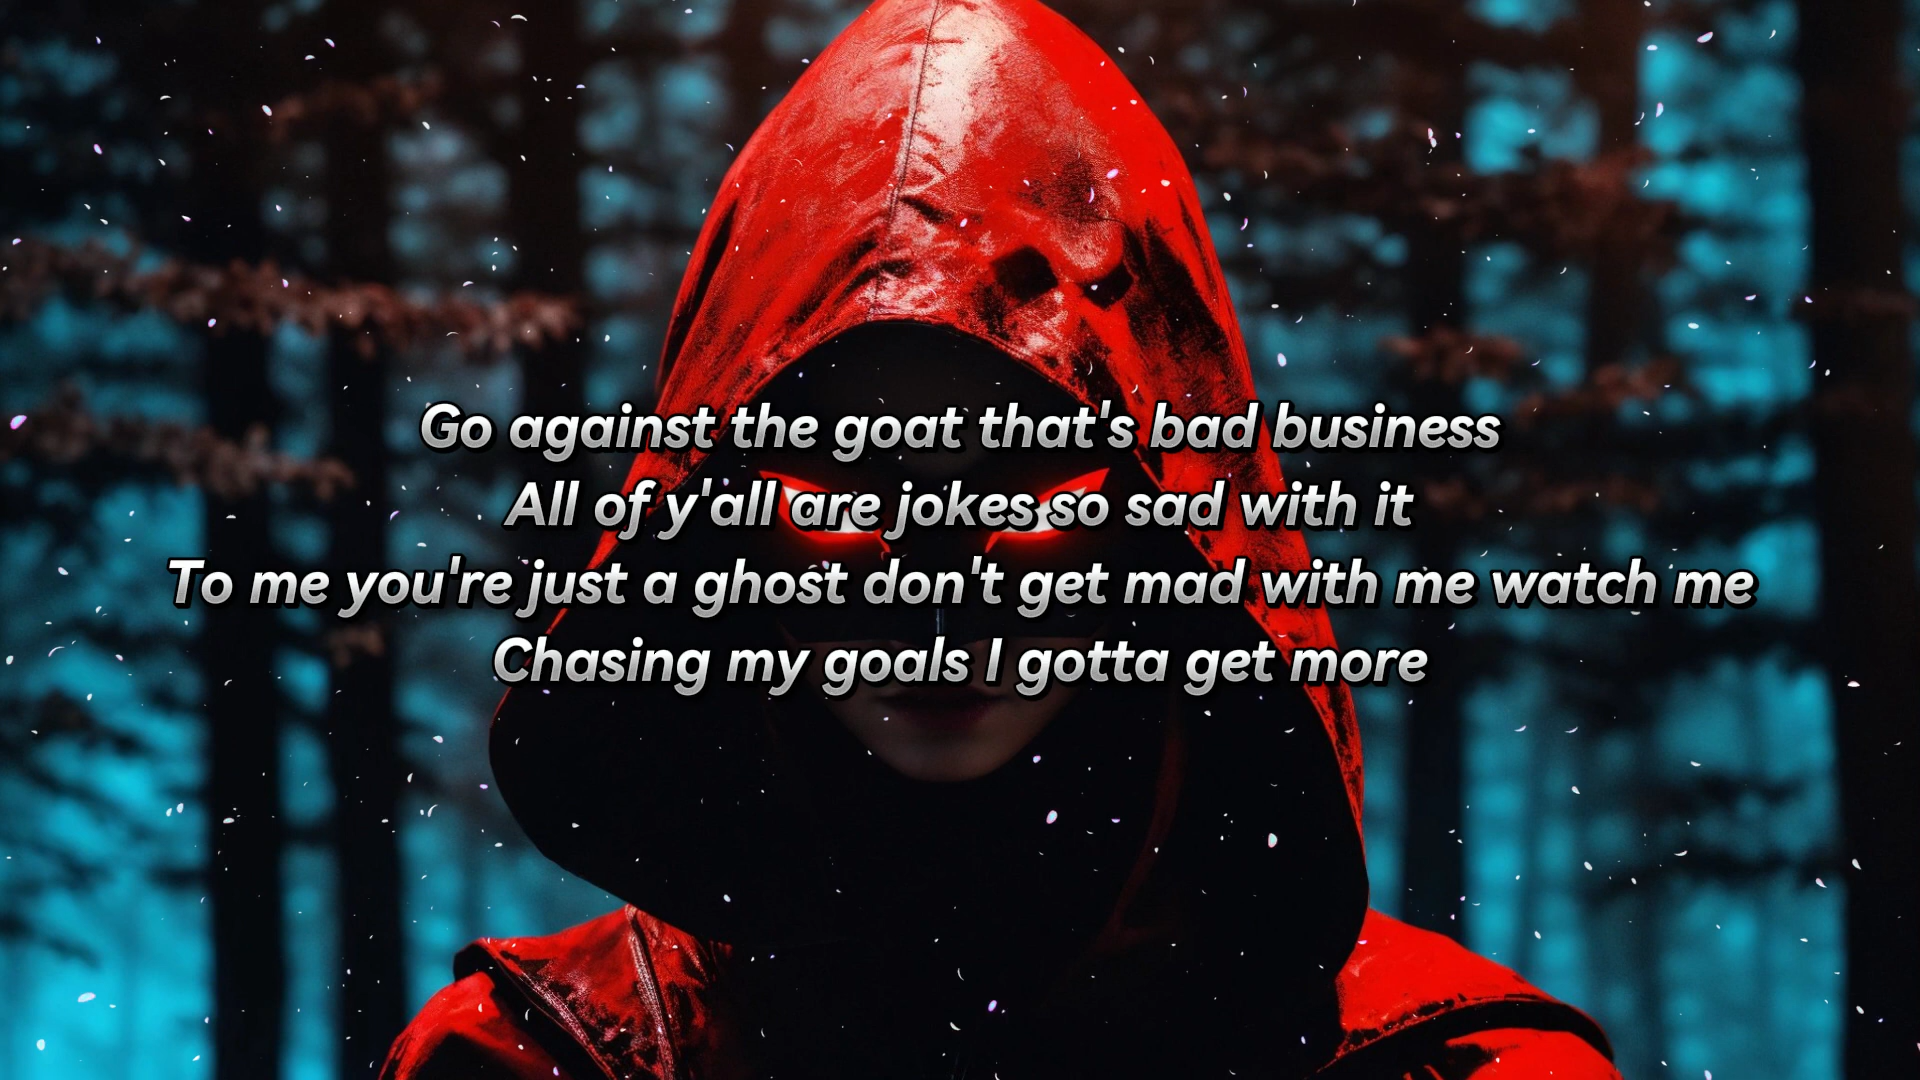 Go against the goat that's bad business
All of y'all are jokes so sad with it
To me you're just a ghost don't get mad with me watch me
Chasing my goals I gotta get more